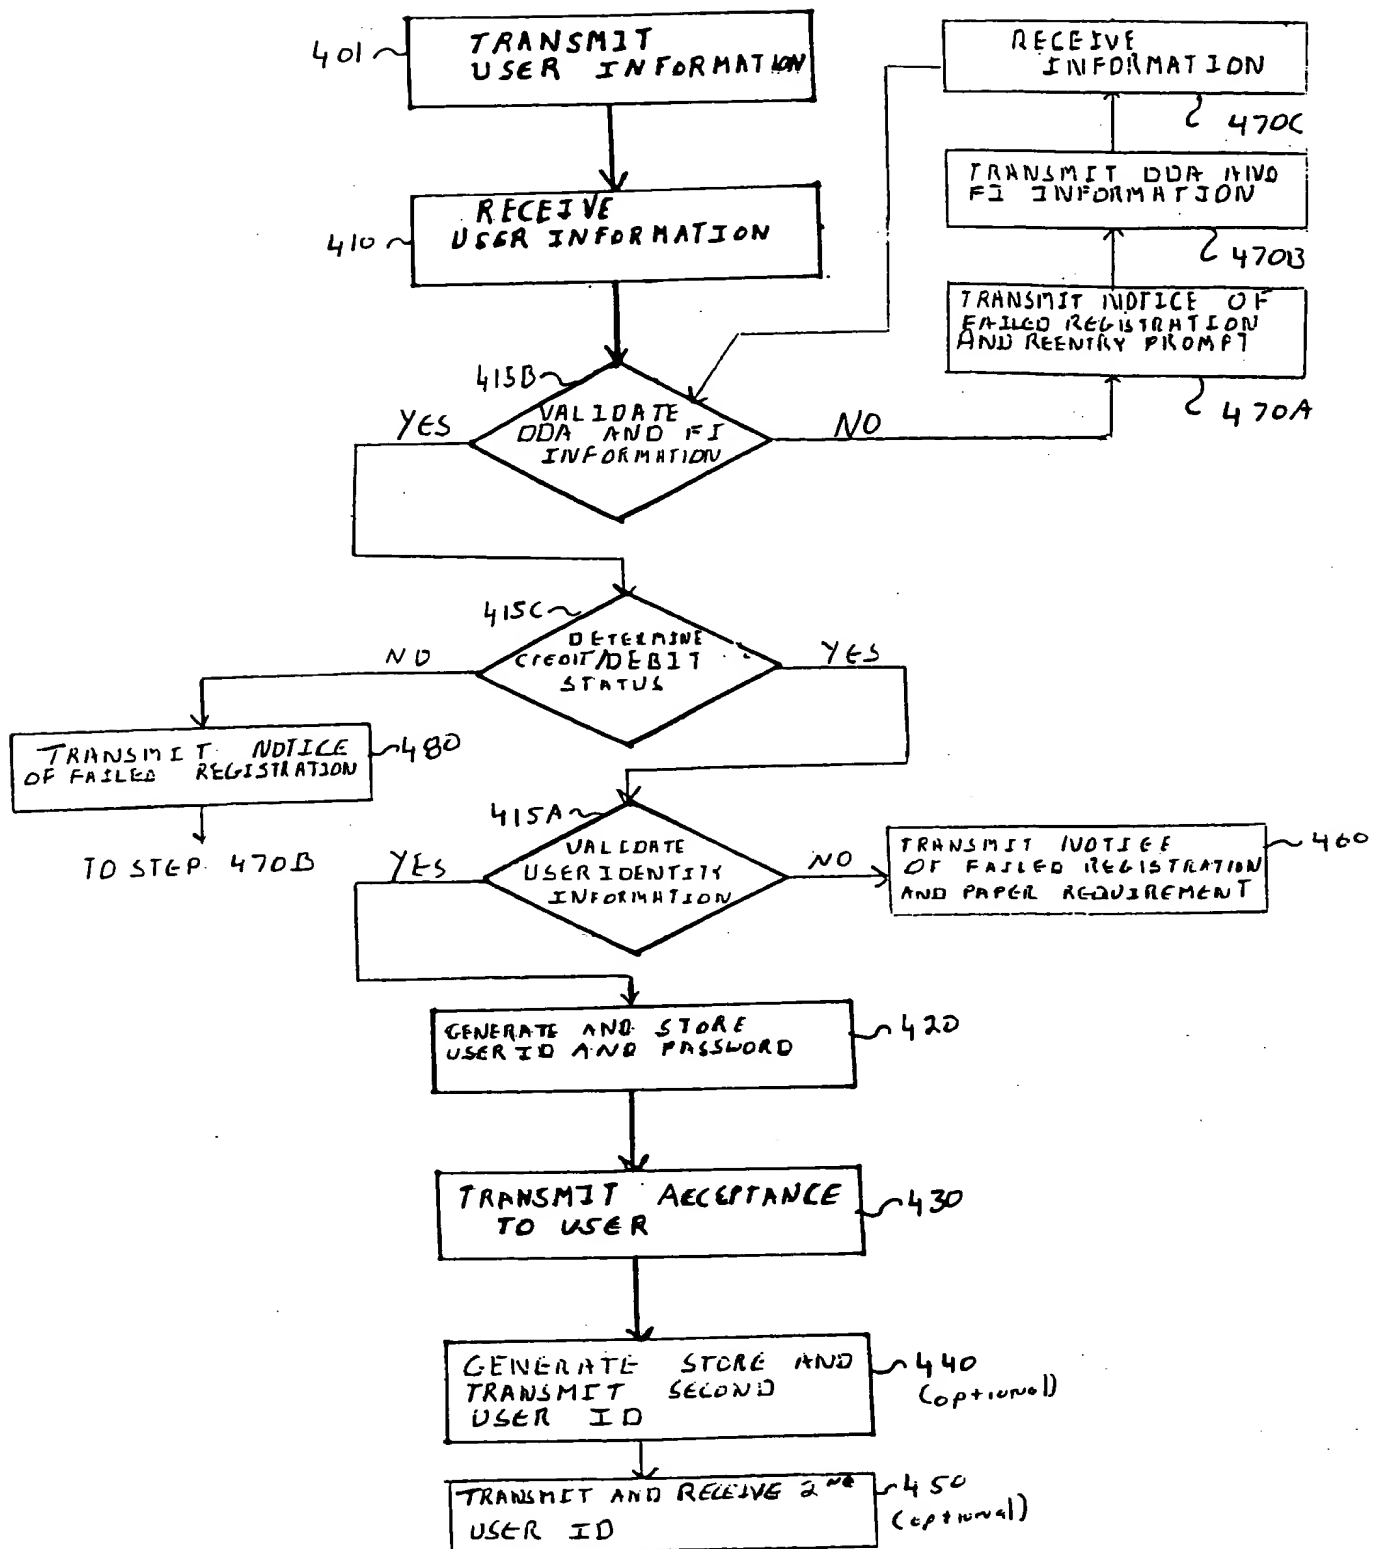 401
TRANSMIT
USER INFORMATION
RECEIVE
INFORMATION
470C
TRANSMIT DDA AND
FI INFORMATION
470B
TRANSMIT NOTICE OF
FAILED REGISTRATION
AND REENTRY PROMPT
470A
410
RECEIVE
USER INFORMATION
415B
VALIDATE
DDA AND FI
INFORMATION
YES
NO
415C
DETERMINE
CREDIT/DEBIT
STATUS
NO
YES
TRANSMIT NOTICE
OF FAILED REGISTRATION
480
TO STEP 470B
415A
VALIDATE
USER IDENTITY
INFORMATION
YES
NO
TRANSMIT NOTICE
OF FAILED REGISTRATION
AND PAPER REQUIREMENT
460
GENERATE AND STORE
USER ID AND PASSWORD
420
TRANSMIT ACCEPTANCE
TO USER
430
GENERATE STORE AND
TRANSMIT SECOND
USER ID
440
(optional)
TRANSMIT AND RECEIVE 2ND
USER ID
450
(optional)